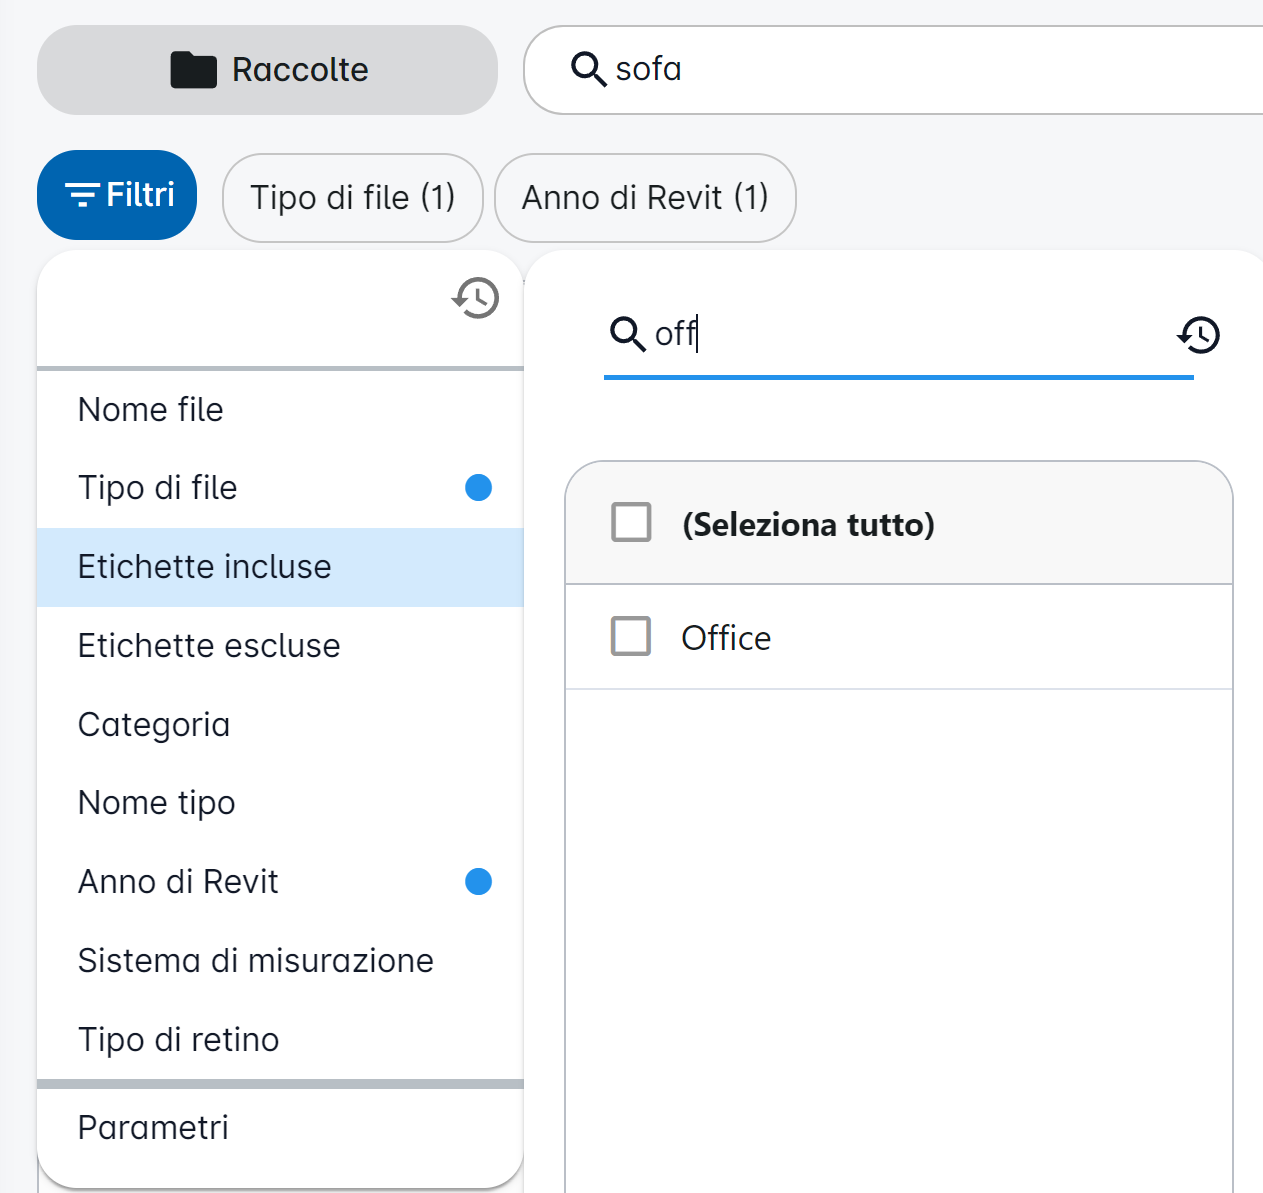 Raccolte
sofa
Filtri
Tipo di file (1)
Anno di Revit (1)
off
Nome file
Tipo di file
Etichette incluse
Etichette escluse
Categoria
Nome tipo
Anno di Revit
Sistema di misurazione
Tipo di retino
Parametri
(Seleziona tutto)
Office